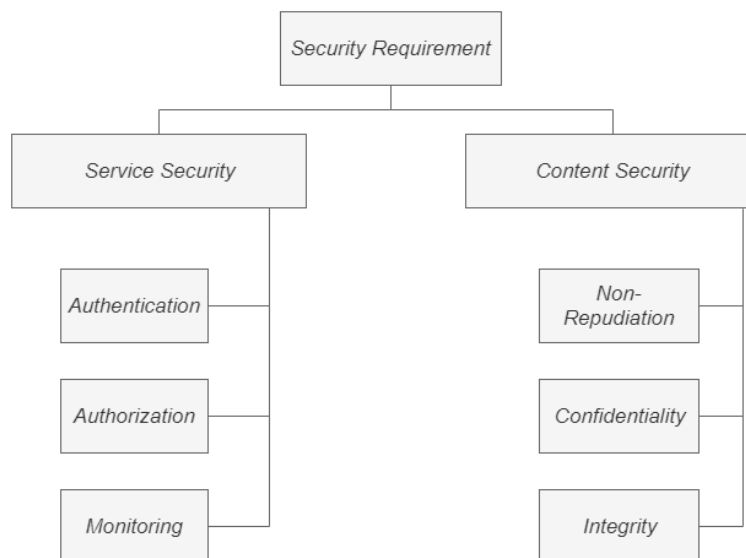 Security Requirement
Service Security
Content Security
Authentication
Non-
Repudiation
Authorization
Confidentiality
Monitoring
Integrity